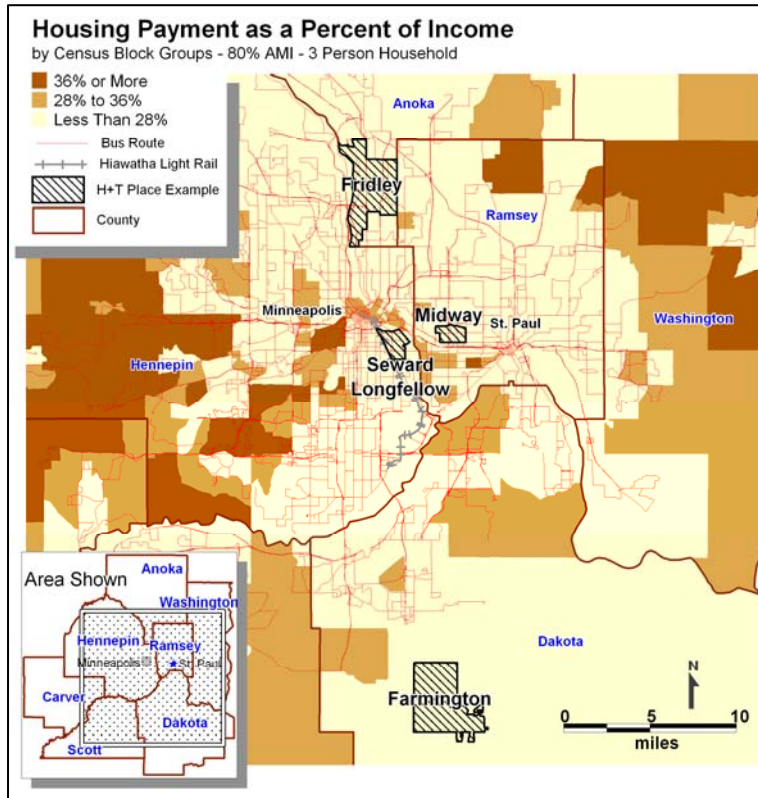 Housing Payment as a Percent of Income
by Census Block Groups - 80% AMI - 3 Person Household
36% or More
28% to 36%
Less Than 28%
Bus Route
Hiawatha Light Rail
H+T Place Example
County
Anoka
Fridley
Ramsey
Minneapolis
Midway
St. Paul
Washington
Hennepin
Seward
Longfellow
Area Shown
Anoka
Washington
Hennepin
Ramsey
Minneapolis
St. Paul
Carver
Dakota
Scott
Dakota
Farmington
N
0 5 10
miles